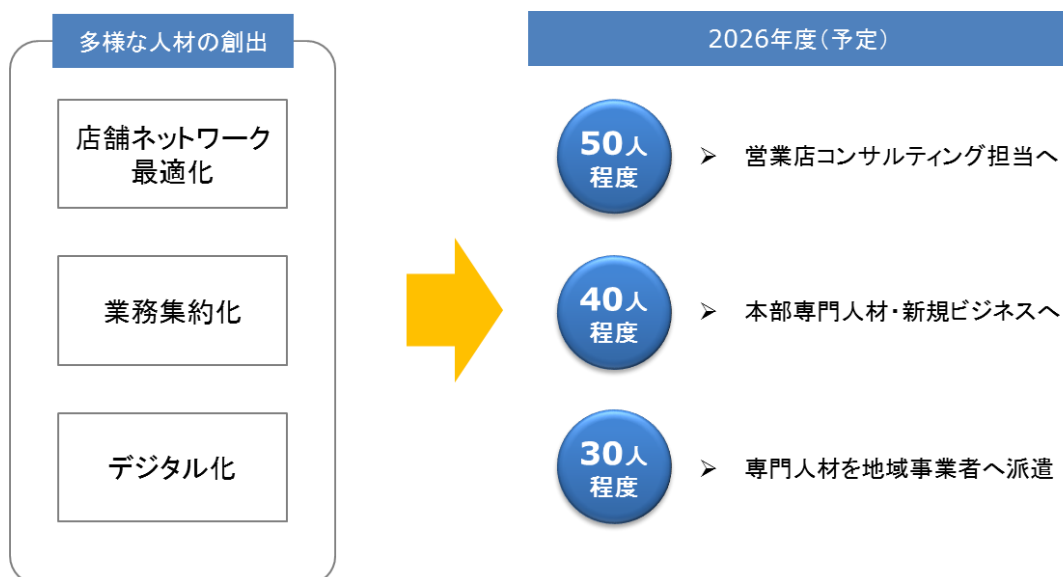 多様な人材の創出
店舗ネットワーク
最適化
業務集約化
デジタル化
2026年度(予定)
50人
程度
➢ 営業店コンサルティング担当へ
40人
程度
➢ 本部専門人材・新規ビジネスへ
30人
程度
➢ 専門人材を地域事業者へ派遣